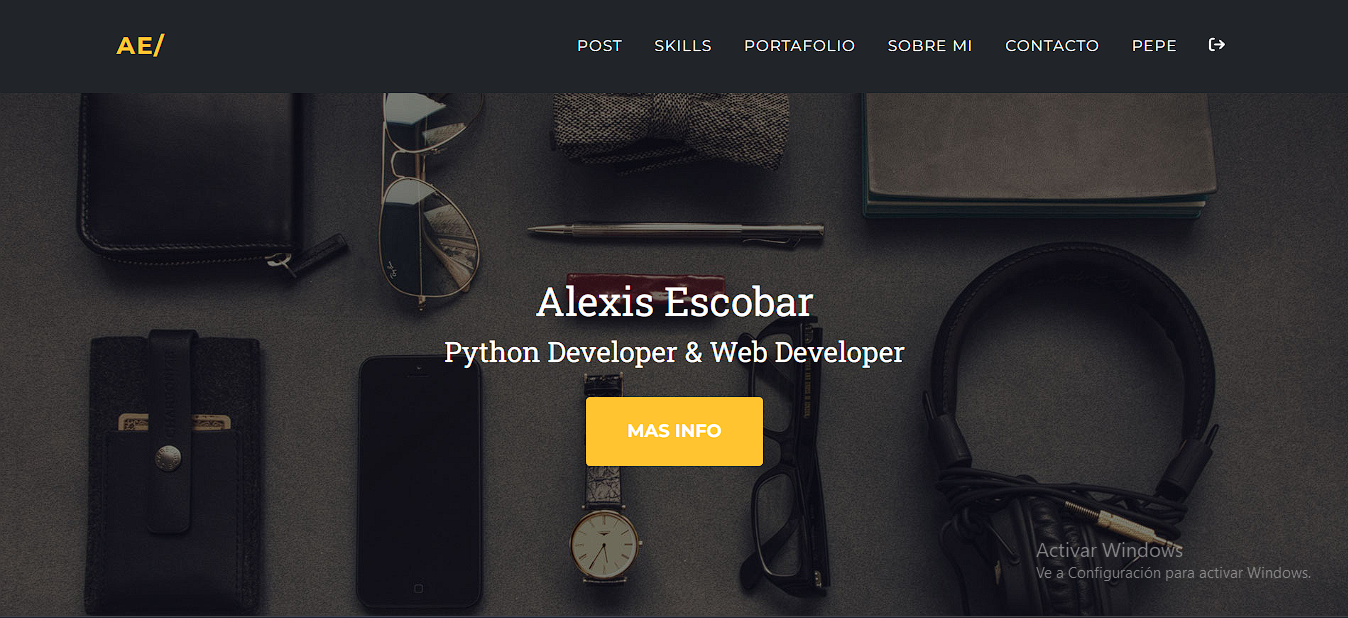 AE/
POST SKILLS PORTAFOLIO SOBRE MI CONTACTO PEPE
Alexis Escobar
Python Developer & Web Developer
MAS INFO
Activar Windows
Ve a Configuración para activar Windows.